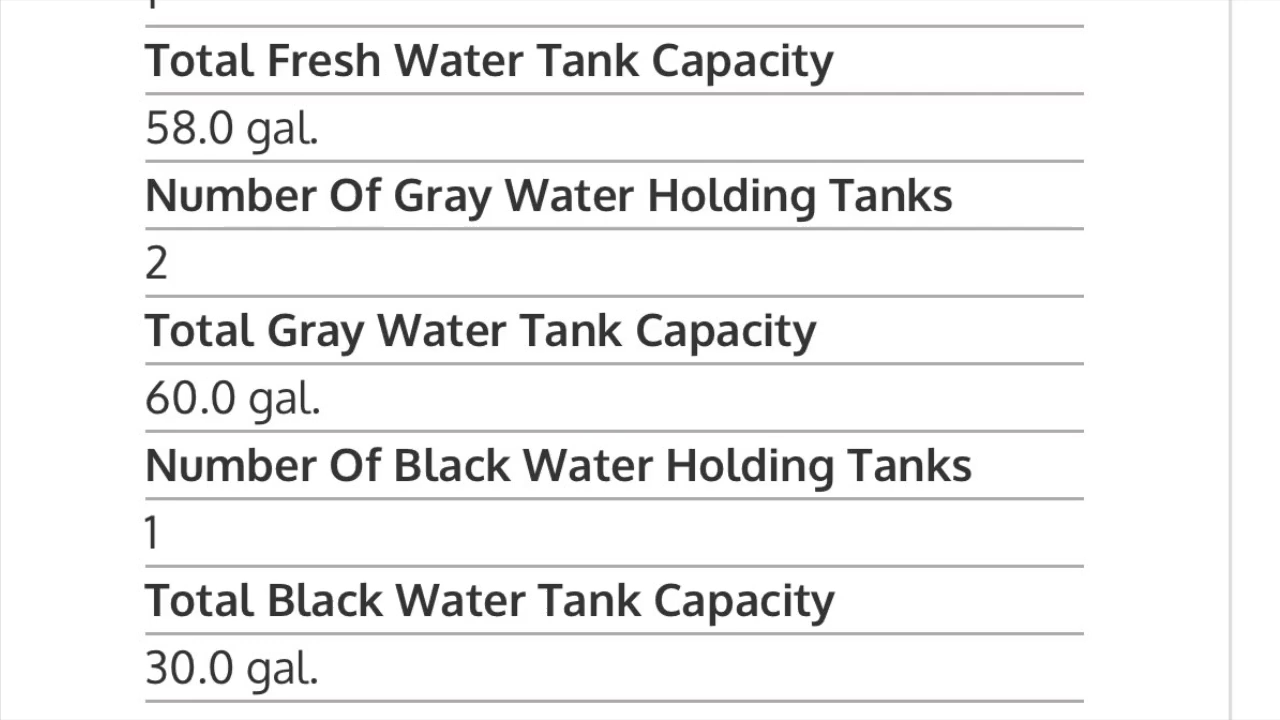 Total Fresh Water Tank Capacity
58.0 gal.
Number Of Gray Water Holding Tanks
2
Total Gray Water Tank Capacity
60.0 gal.
Number Of Black Water Holding Tanks
1
Total Black Water Tank Capacity
30.0 gal.